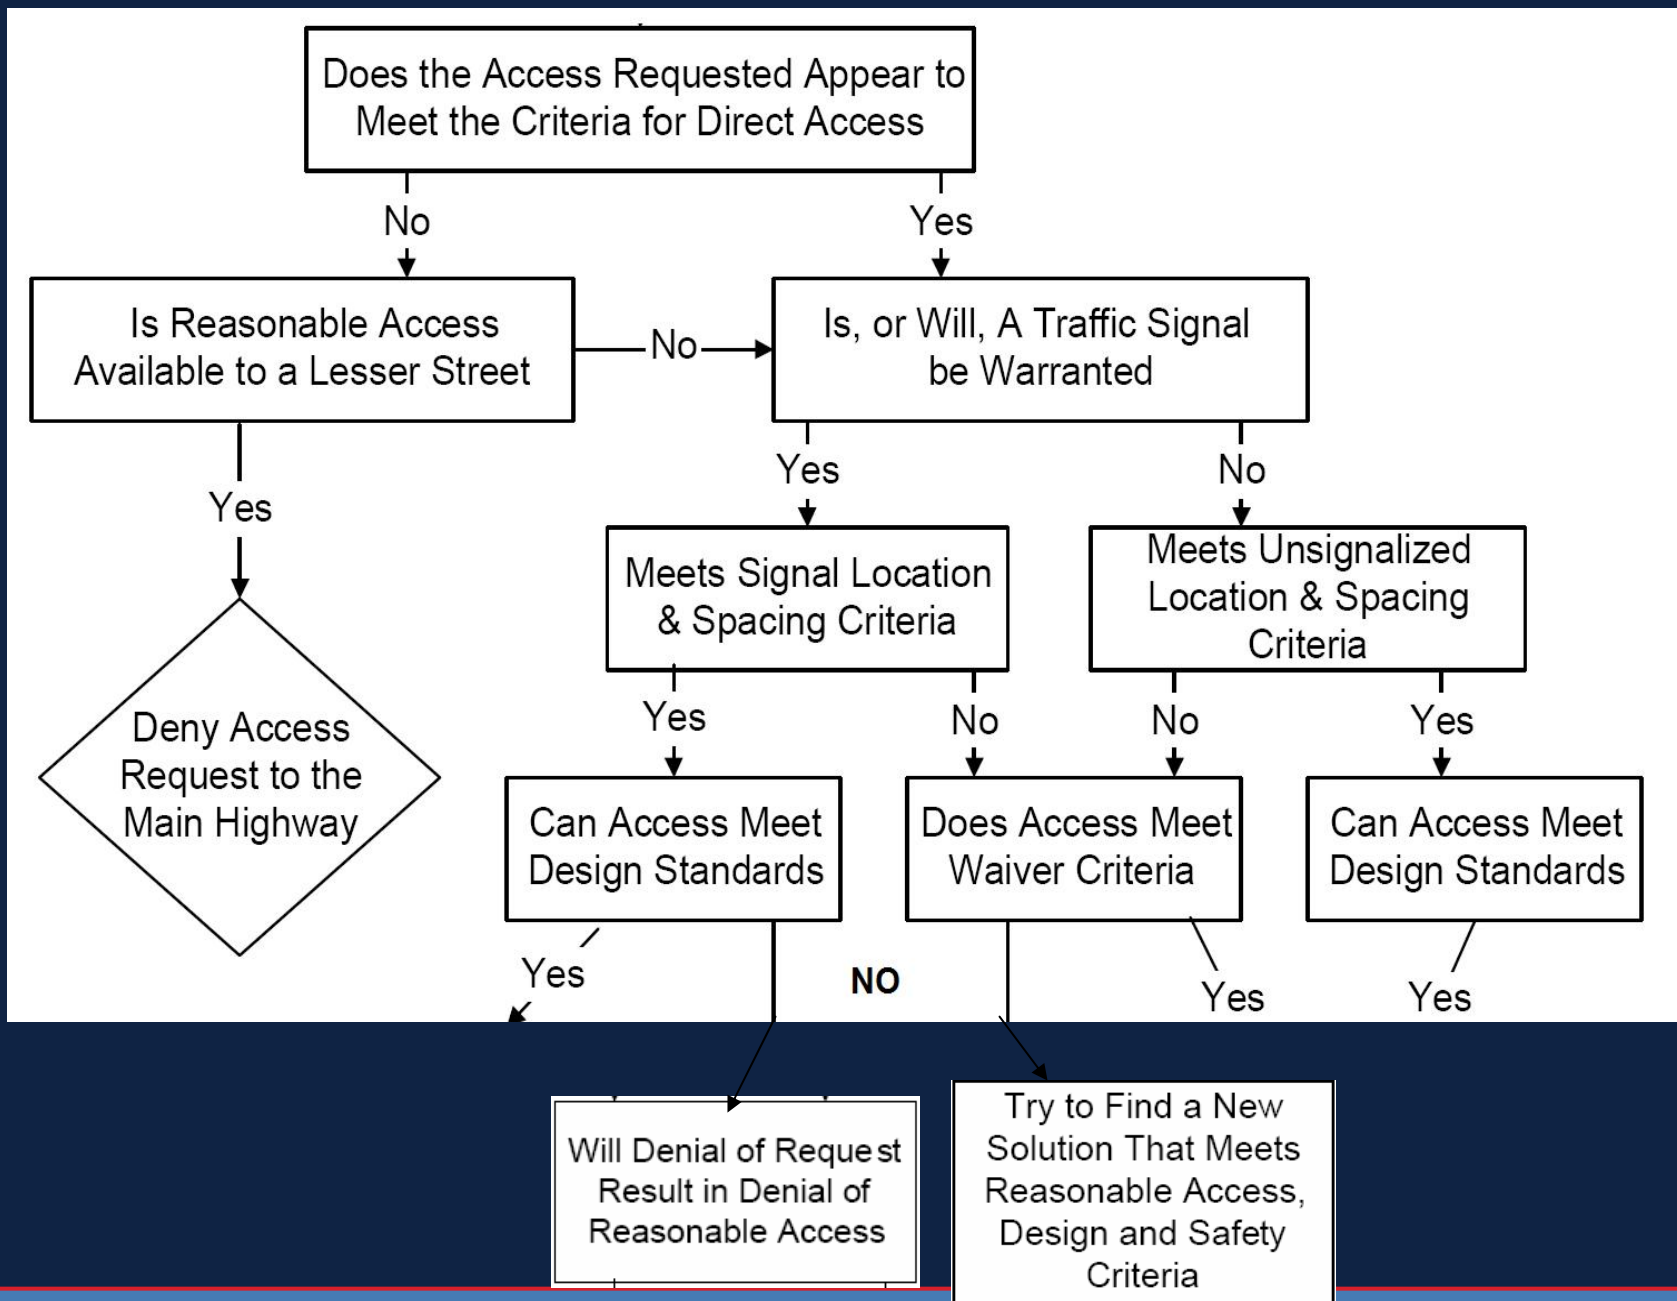 Does the Access Requested Appear to
Meet the Criteria for Direct Access
No
Yes
Is Reasonable Access
Available to a Lesser Street
No
Is, or Will, A Traffic Signal
be Warranted
Yes
Yes
No
Meets Signal Location
& Spacing Criteria
Meets Unsignalized
Location & Spacing
Criteria
Deny Access
Request to the
Main Highway
Yes
No
No
Yes
Can Access Meet
Design Standards
Does Access Meet
Waiver Criteria
Can Access Meet
Design Standards
Yes
NO
Yes
Yes
Will Denial of Request
Result in Denial of
Reasonable Access
Try to Find a New
Solution That Meets
Reasonable Access,
Design and Safety
Criteria